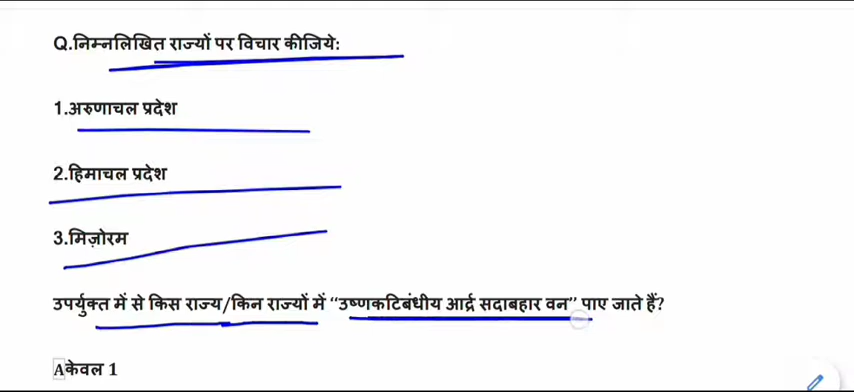 Q.निम्नलिखित राज्यों पर विचार कीजिये:
1.अरुणाचल प्रदेश
2.हिमाचल प्रदेश
3.मिज़ोरम
उपर्युक्त में से किस राज्य/किन राज्यों में “उष्णकटिबंधीय आर्द्र सदाबहार वन” पाए जाते हैं?
Aकेवल 1